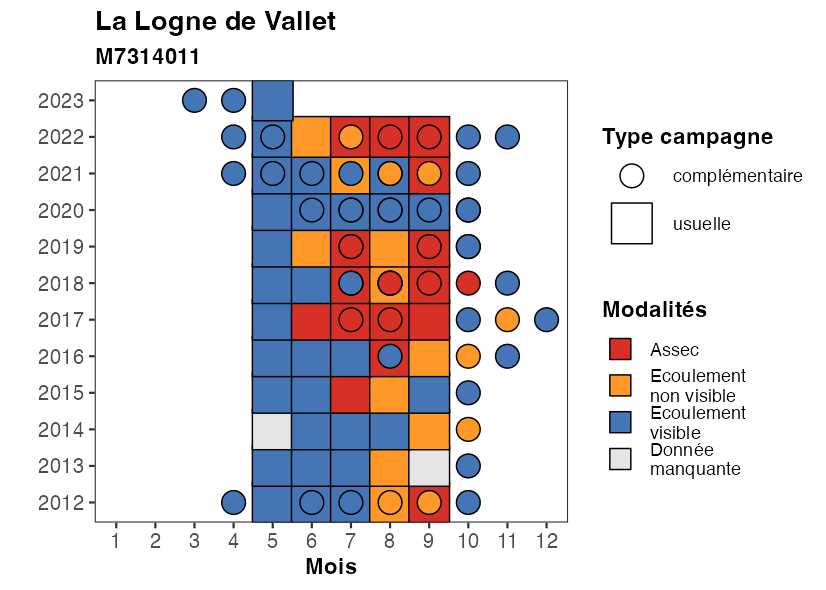 La Logne de Vallet
M7314011
2023
2022
2021
2020
2019
2018
2017
2016
2015
2014
2013
2012
1 2 3 4 5 6 7 8 9 10 11 12
Mois
Type campagne
complémentaire
usuelle
Modalités
Assec
Ecoulement
non visible
Ecoulement
visible
Donnée
manquante